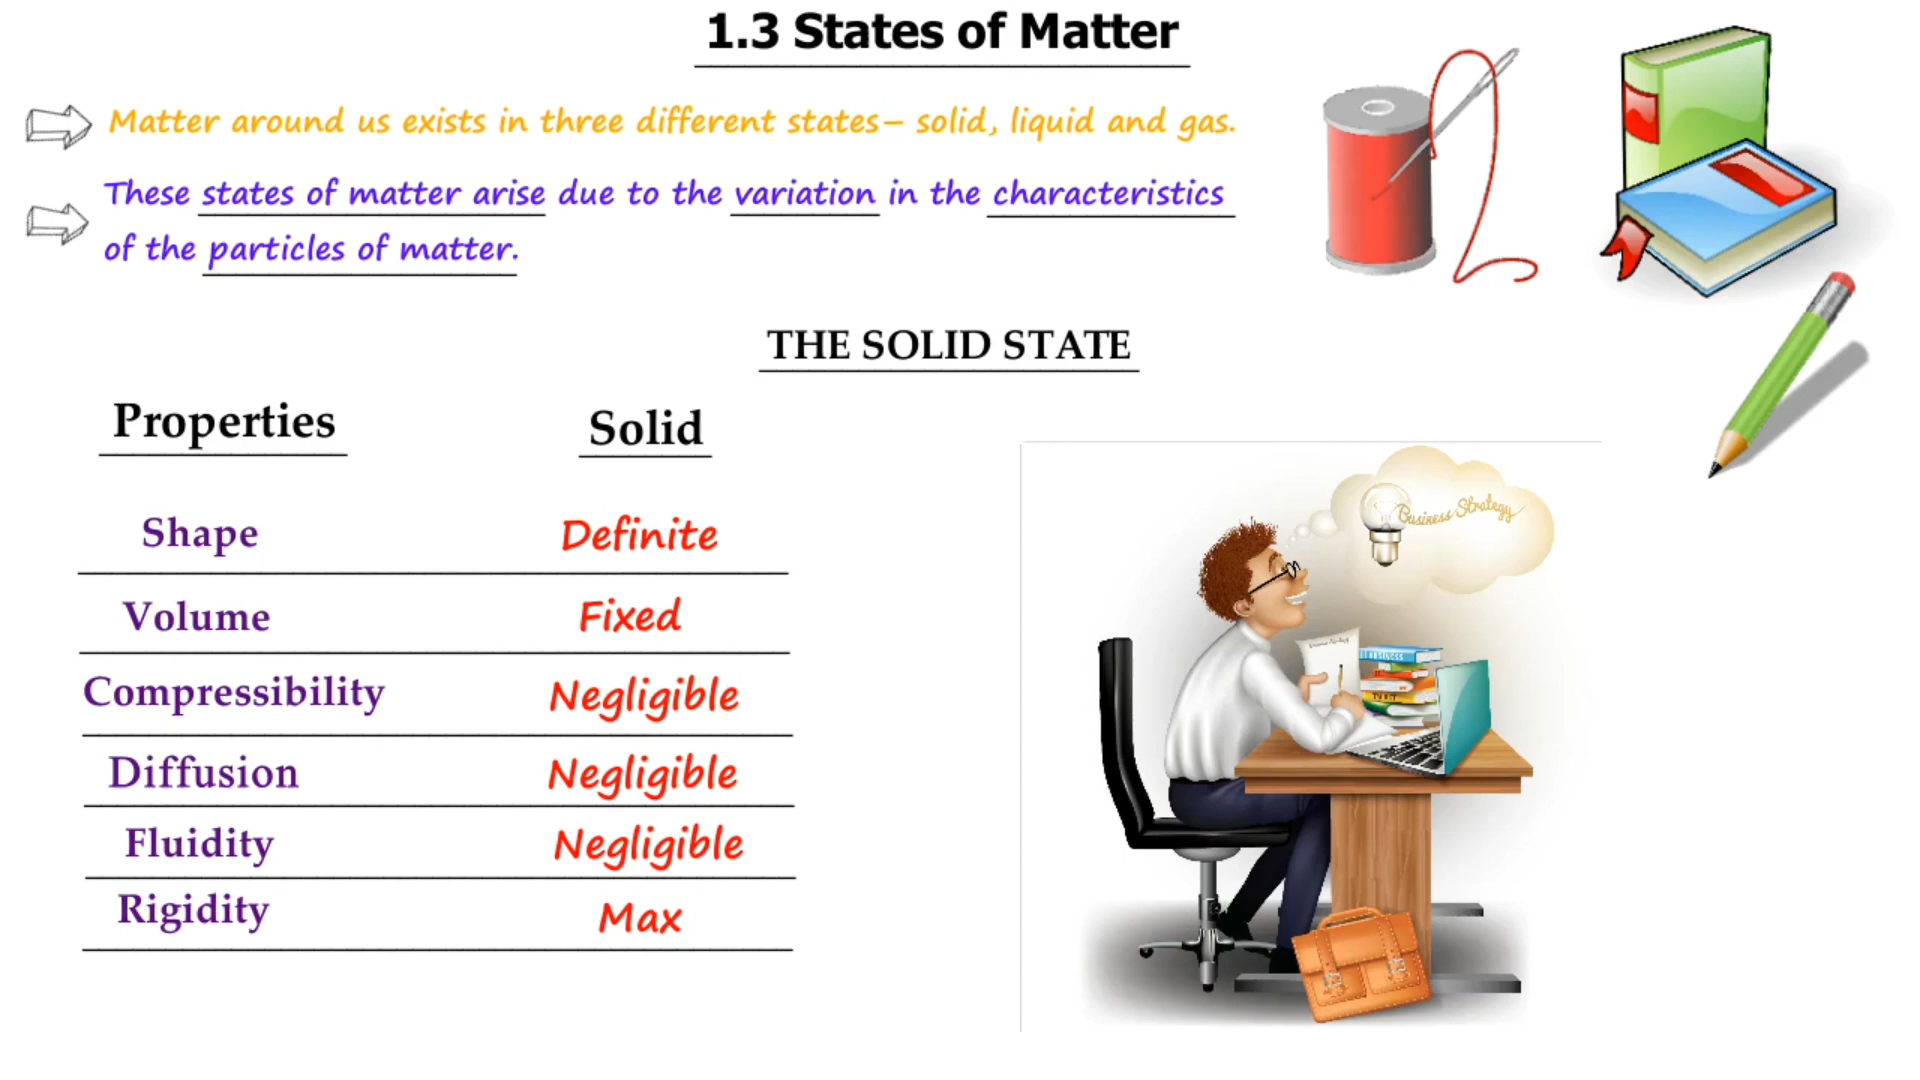 1.3 States of Matter
Matter around us exists in three different states– solid, liquid and gas.
These states of matter arise due to the variation in the characteristics
of the particles of matter.
THE SOLID STATE
Properties Solid
Shape Definite
Volume Fixed
Compressibility Negligible
Diffusion Negligible
Fluidity Negligible
Rigidity Max
Business Strategy
BUSINESS